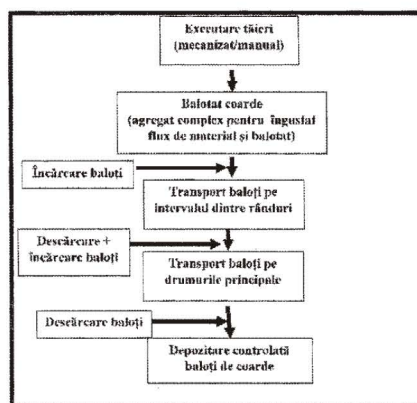 Executare tăieri
(mecanizat/manual)
Balotat coarde
(agregat complex pentru îngustat
flux de material și balotat)
Încărcare baloți
Transport baloți pe
intervalul dintre rânduri
Descărcare +
încărcare baloți
Transport baloți pe
drumurile principale
Descărcare baloți
Depozitare controlată
baloți de coarde